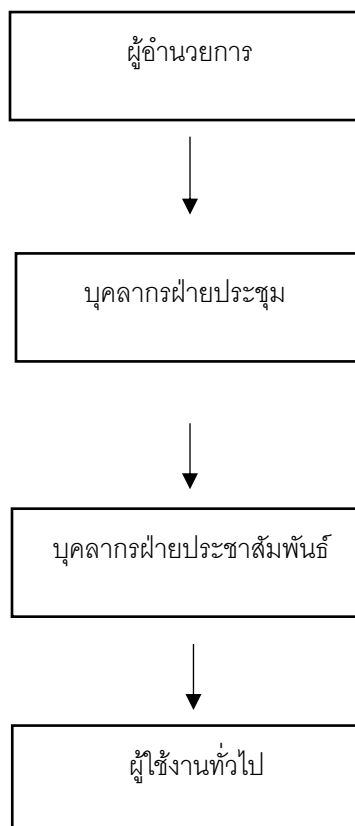 ผู้อำนวยการ
บุคลากรฝ่ายประชุม
บุคลากรฝ่ายประชาสัมพันธ์
ผู้ใช้งานทั่วไป